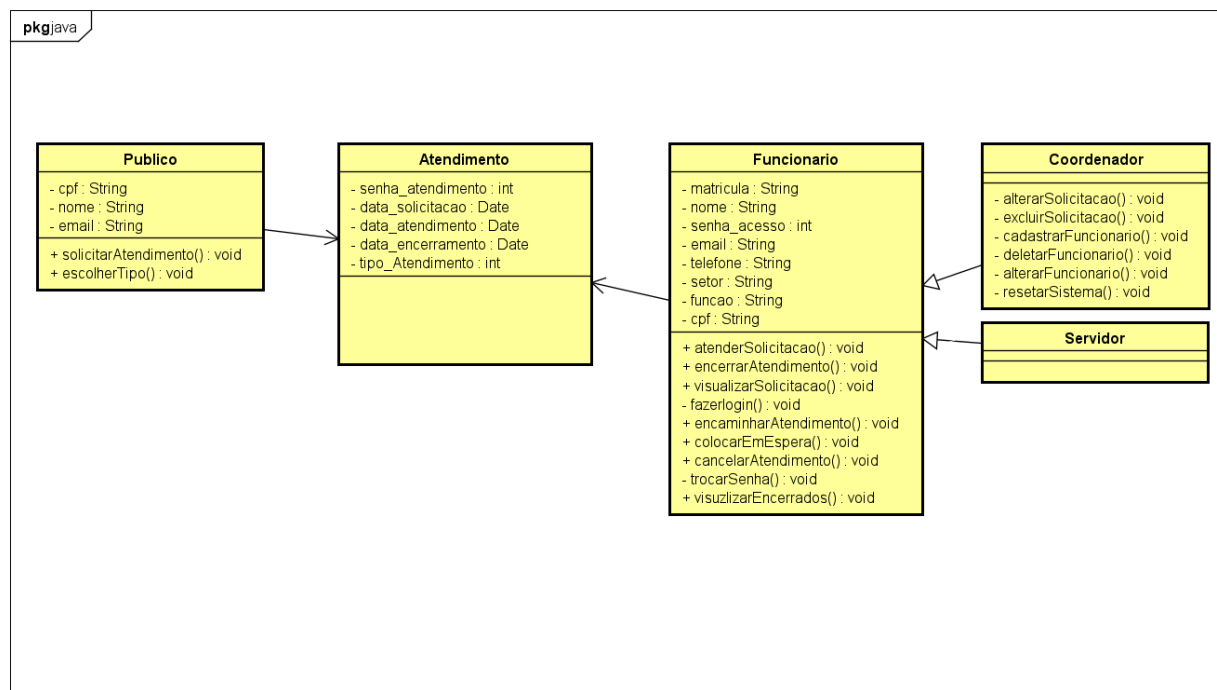 pkg java
Publico
- cpf : String
- nome : String
- email : String
+ solicitarAtendimento() : void
+ escolherTipo() : void
Atendimento
- senha_atendimento : int
- data_solicitacao : Date
- data_atendimento : Date
- data_encerramento : Date
- tipo_Atendimento : int
Funcionario
- matricula : String
- nome : String
- senha_acesso : int
- email : String
- telefone : String
- setor : String
- funcao : String
- cpf : String
+ atenderSolicitacao() : void
+ encerrarAtendimento() : void
+ visualizarSolicitacao() : void
- fazerlogin() : void
+ encaminharAtendimento() : void
+ colocarEmEspera() : void
+ cancelarAtendimento() : void
- trocarSenha() : void
+ visuzlizarEncerrados() : void
Coordenador
- alterarSolicitacao() : void
- excluirSolicitacao() : void
- cadastrarFuncionario() : void
- deletarFuncionario() : void
- alterarFuncionario() : void
- resetarSistema() : void
Servidor